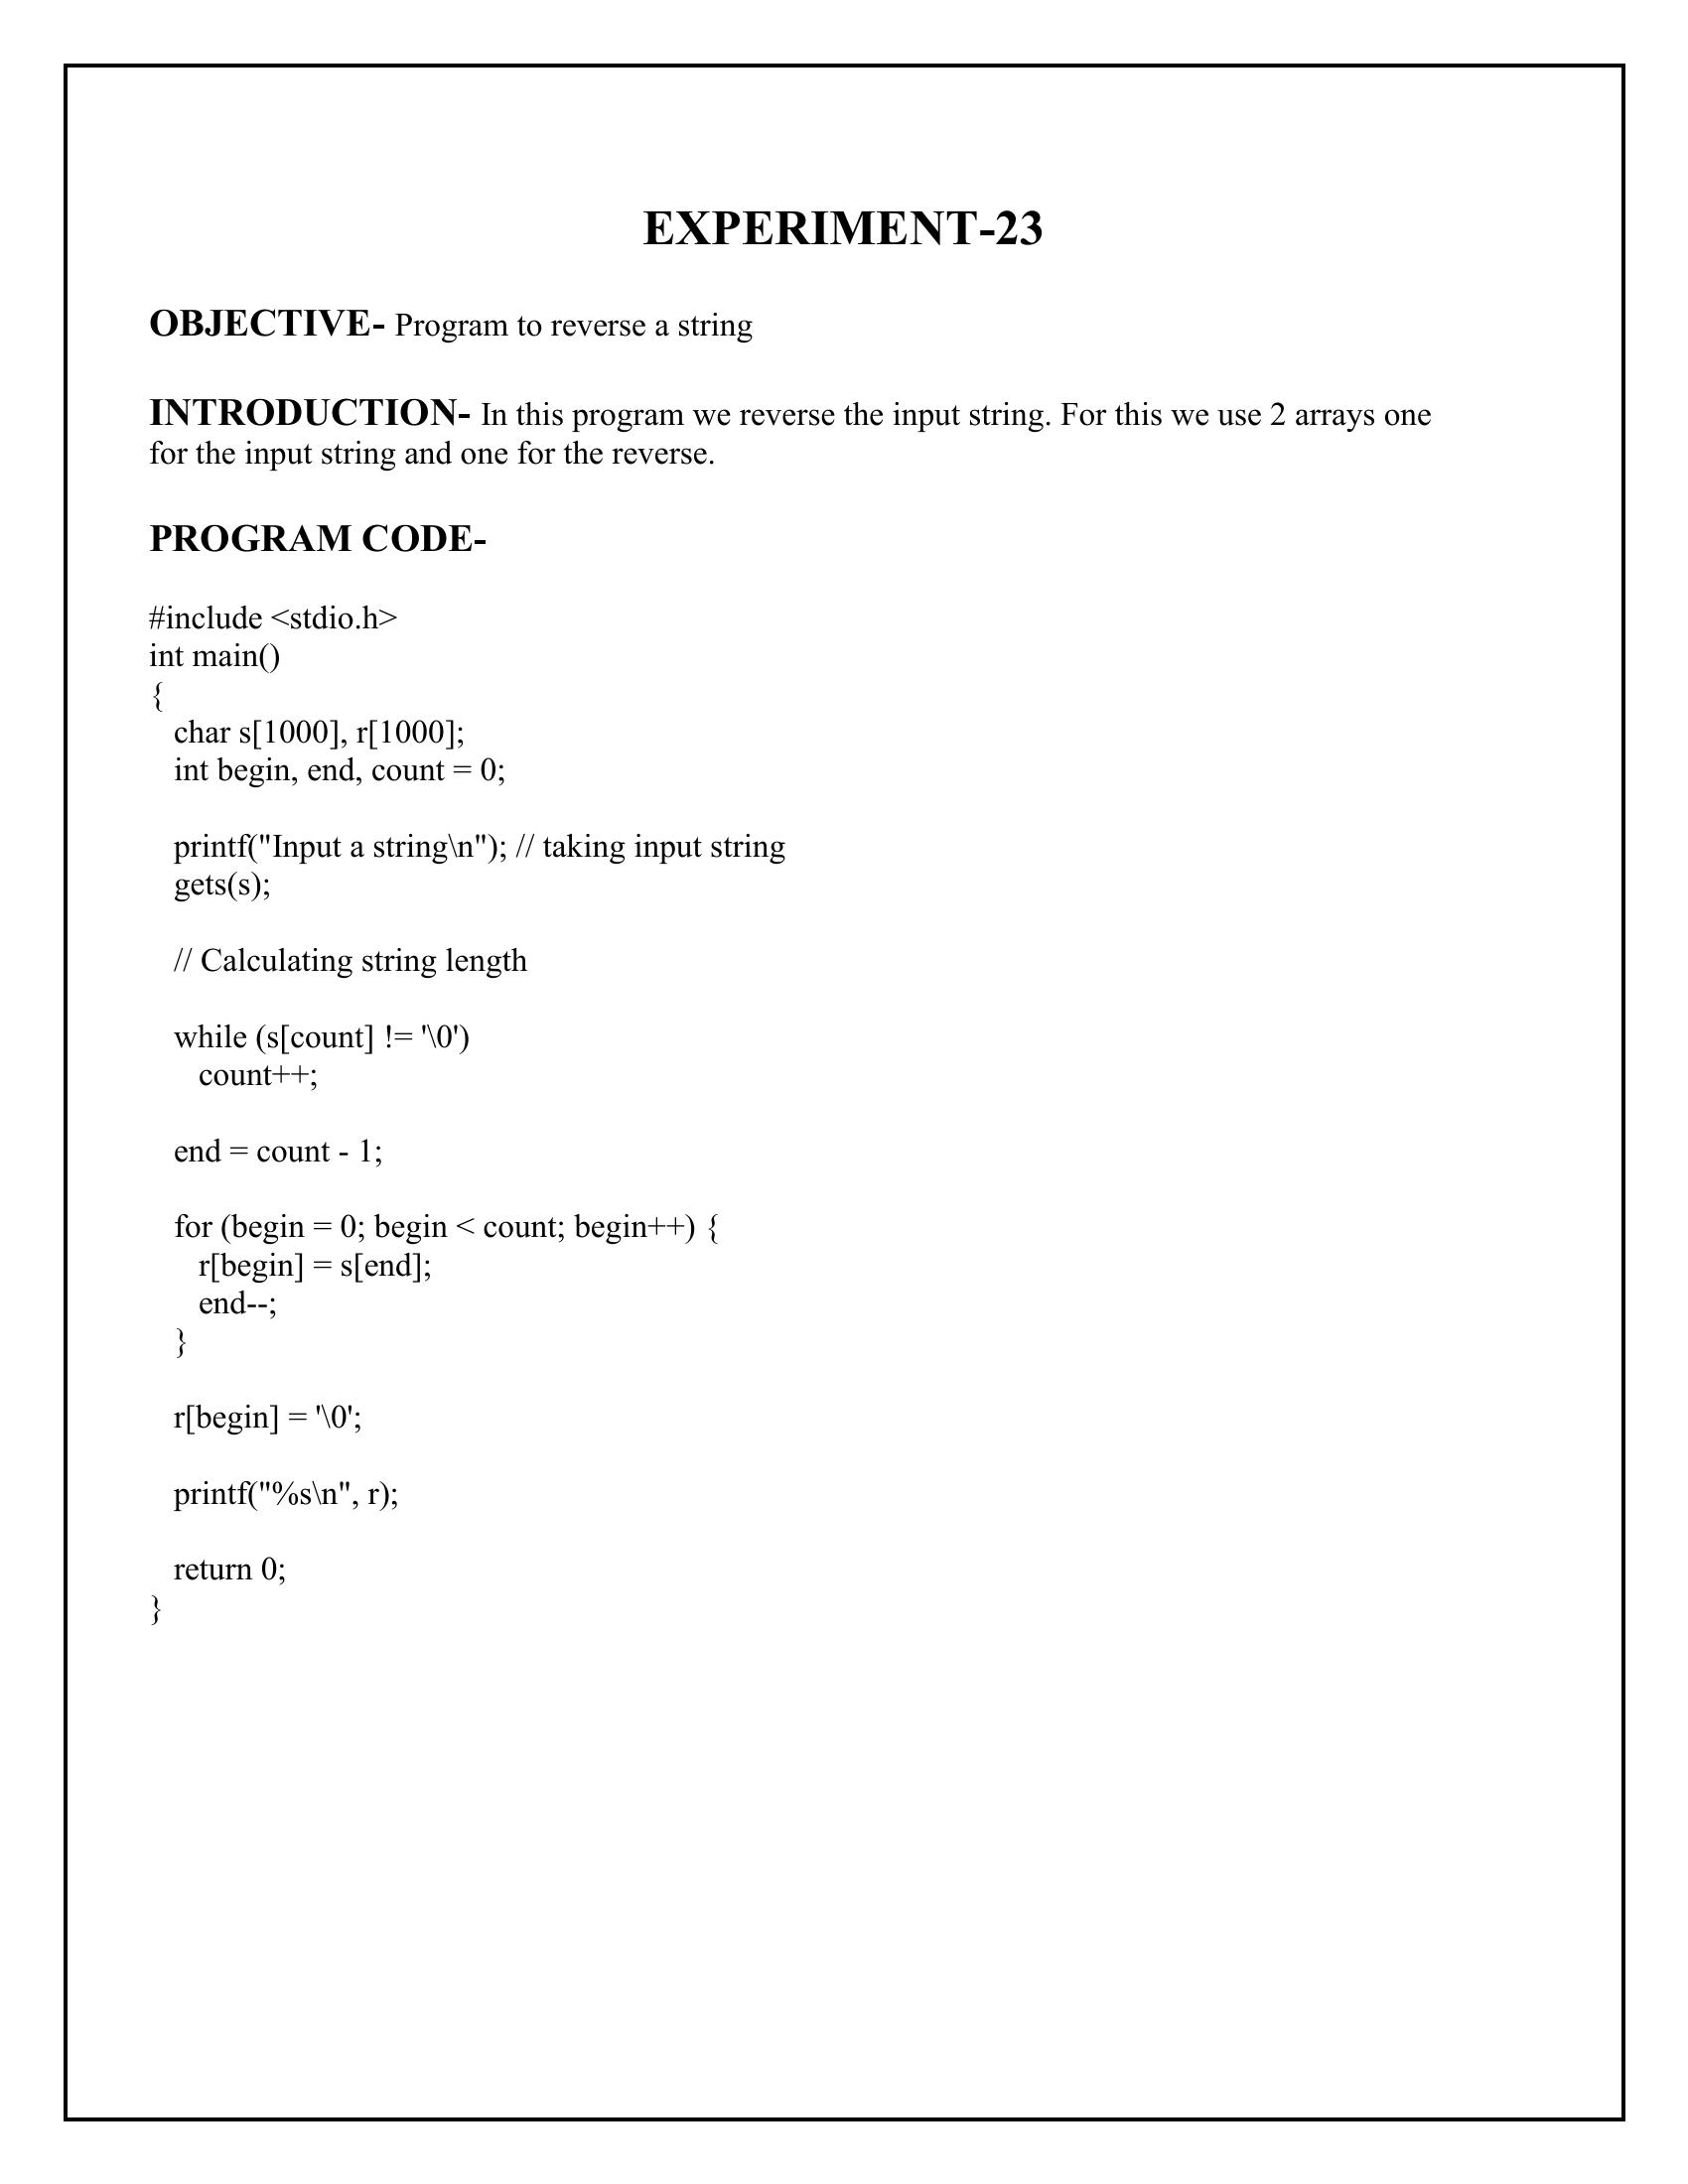 EXPERIMENT-23
OBJECTIVE- Program to reverse a string
INTRODUCTION- In this program we reverse the input string. For this we use 2 arrays one
for the input string and one for the reverse.
PROGRAM CODE-
#include <stdio.h>
int main()
{
   char s[1000], r[1000];
   int begin, end, count = 0;

   printf("Input a string\n"); // taking input string
   gets(s);

   // Calculating string length

   while (s[count] != '\0')
      count++;

   end = count - 1;

   for (begin = 0; begin < count; begin++) {
      r[begin] = s[end];
      end--;
   }

   r[begin] = '\0';

   printf("%s\n", r);

   return 0;
}